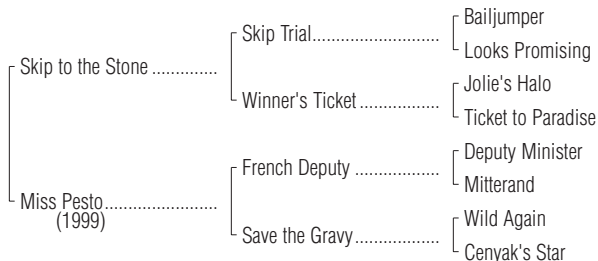 Bailjumper
Skip Trial...........................
Looks Promising
Skip to the Stone ..............
Jolie's Halo
Winner's Ticket .................
Ticket to Paradise
Deputy Minister
French Deputy ..................
Mitterand
Miss Pesto........................
(1999)
Wild Again
Save the Gravy..................
Cenyak's Star